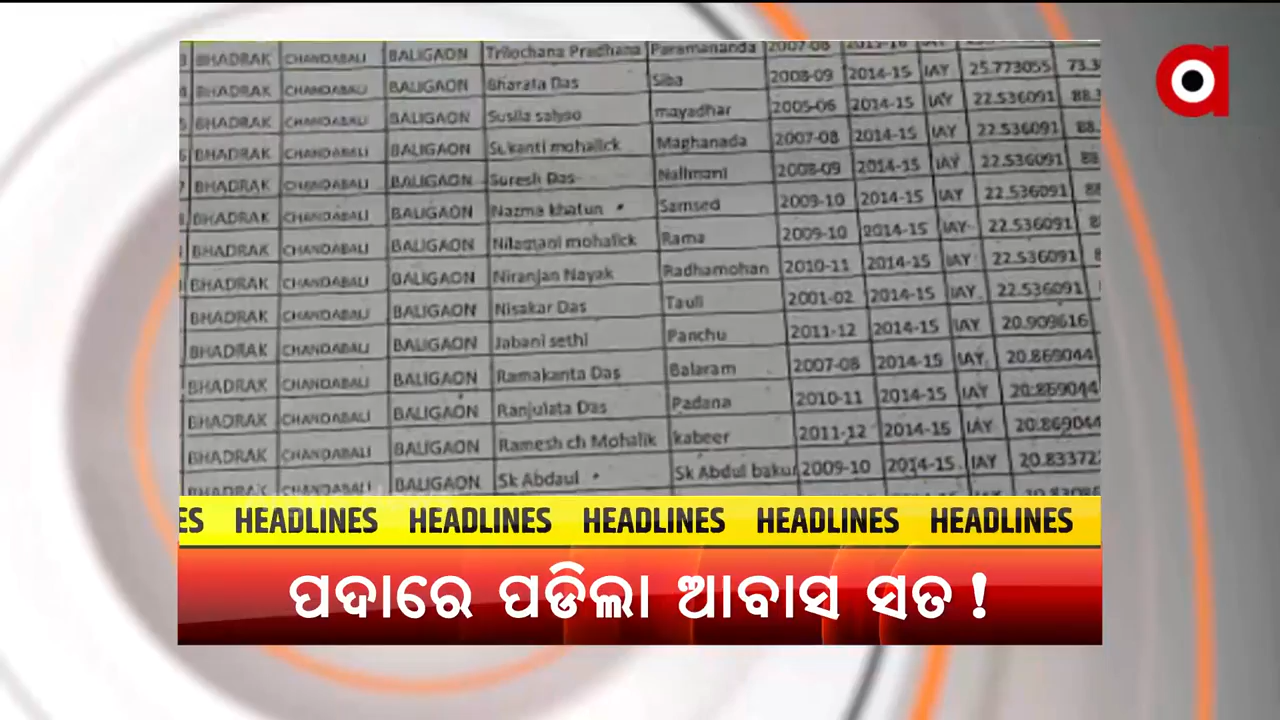 BHADRAK CHANDABALI BALIGAON Trilochana Pradhana Paramananda 2007-08 IAY
BHADRAK CHANDABALI BALIGAON Bharata Das Siba 2008-09 2014-15 IAY 25.773055
BHADRAK CHANDABALI BALIGAON Susila sahoo mayadhar 2005-06 2014-15 IAY 22.536091
BHADRAK CHANDABALI BALIGAON Sukanti mohalick Maghanada 2007-08 2014-15 IAY 22.536091
BHADRAK CHANDABALI BALIGAON Suresh Das Nalimani 2008-09 2014-15 IAY 22.536091
BHADRAK CHANDABALI BALIGAON Nazma khatun Samsed 2009-10 2014-15 IAY 22.536091
BHADRAK CHANDABALI BALIGAON Nilamani mohalick Rama 2009-10 2014-15 IAY 22.536091
BHADRAK CHANDABALI BALIGAON Niranjan Nayak Radhamohan 2010-11 2014-15 IAY 22.536091
BHADRAK CHANDABALI BALIGAON Nisakar Das Tauli 2001-02 2014-15 IAY 22.536091
BHADRAK CHANDABALI BALIGAON Jabani sethi Panchu 2011-12 2014-15 IAY 20.909616
BHADRAK CHANDABALI BALIGAON Ramakanta Das Balaram 2007-08 2014-15 IAY 20.869044
BHADRAK CHANDABALI BALIGAON Ranjulata Das Padana 2010-11 2014-15 IAY 20.869044
BHADRAK CHANDABALI BALIGAON Ramesh ch Mohalik kabeer 2011-12 2014-15 IAY 20.869044
BHADRAK CHANDABALI BALIGAON Sk Abdaul Sk Abdul bakur 2009-10 2014-15 IAY 20.83372
ES HEADLINES HEADLINES HEADLINES HEADLINES HEADLINES
ପଦାରେ ପଡିଲା ଆବାସ ସତ !